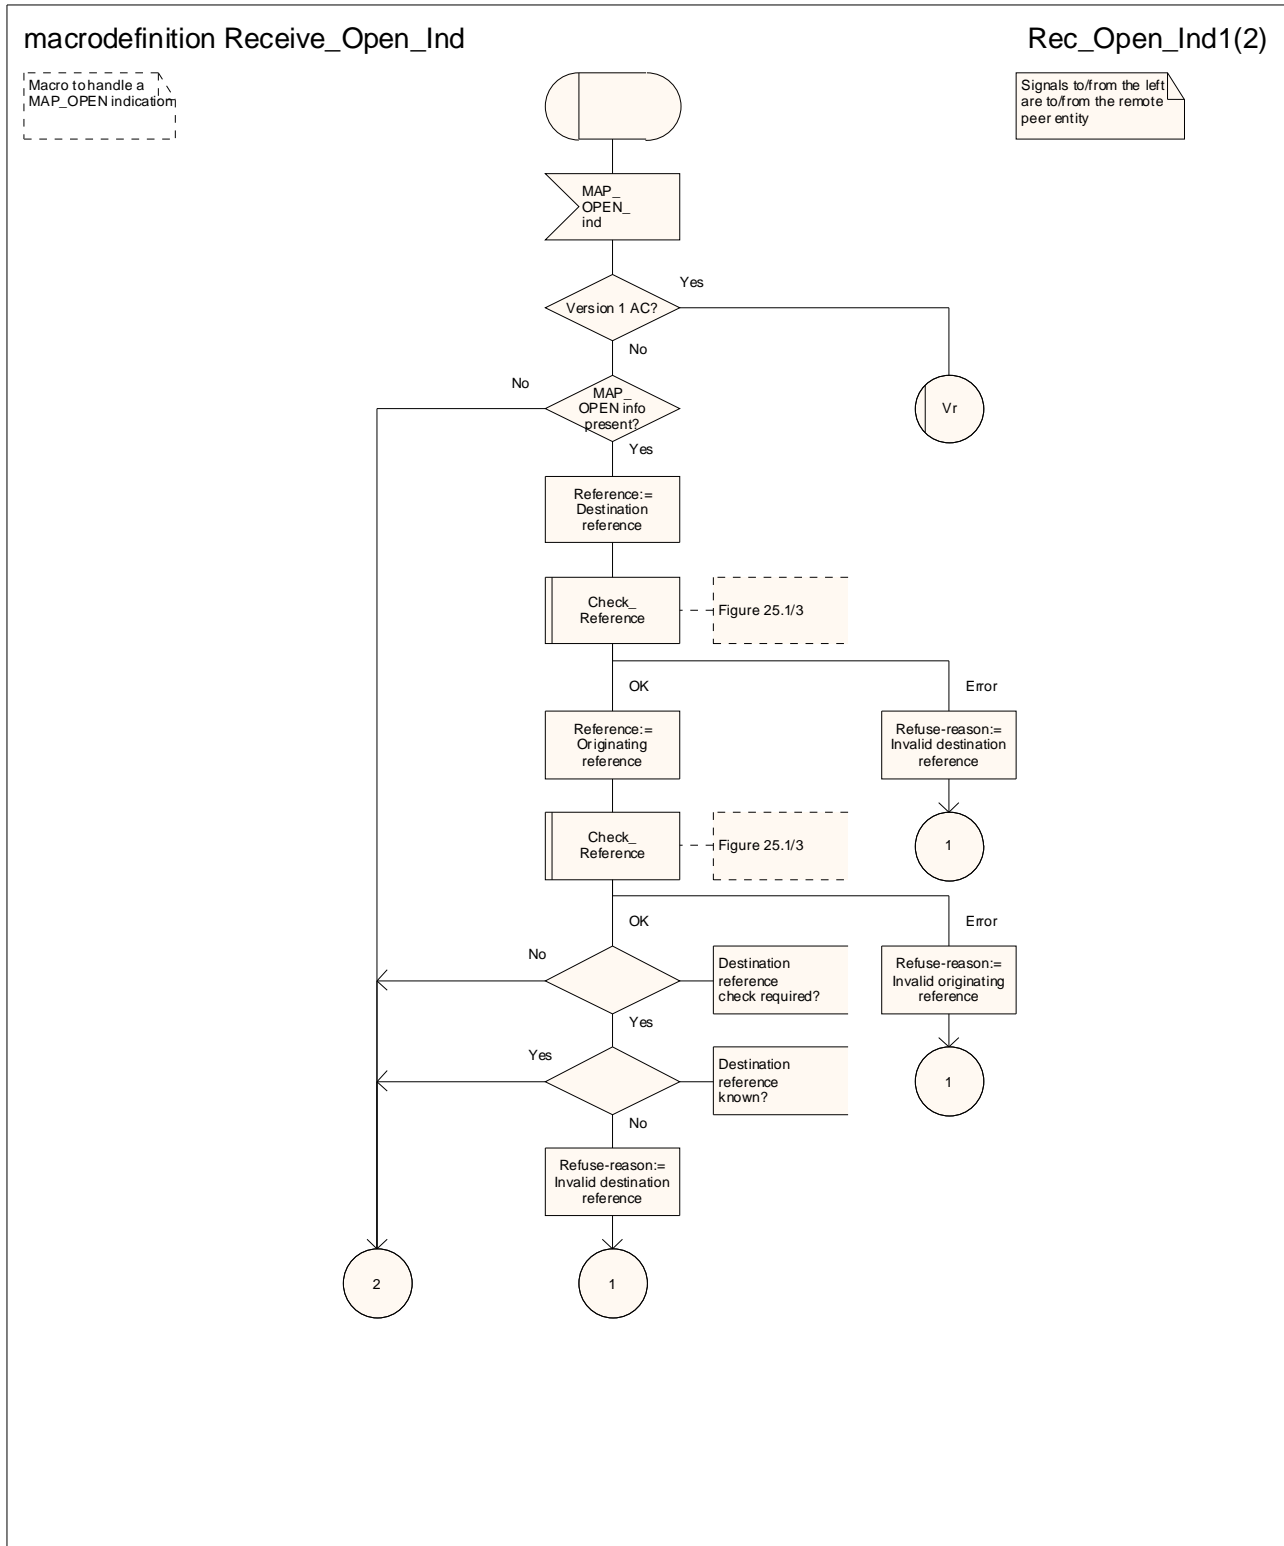 macrodefinition Receive_Open_Ind
Rec_Open_Ind1(2)
Macro to handle a
MAP_OPEN indication
Signals to/from the left
are to/from the remote
peer entity
MAP_
OPEN_
ind
Version 1 AC?
Yes
No
Vr
No
MAP_
OPEN info
present?
Yes
Reference:=
Destination
reference
Check_
Reference
Figure 25.1/3
OK
Error
Reference:=
Originating
reference
Refuse-reason:=
Invalid destination
reference
Check_
Reference
Figure 25.1/3
1
OK
Error
No
Destination
reference
check required?
Refuse-reason:=
Invalid originating
reference
Yes
Yes
Destination
reference
known?
1
No
Refuse-reason:=
Invalid destination
reference
2
1